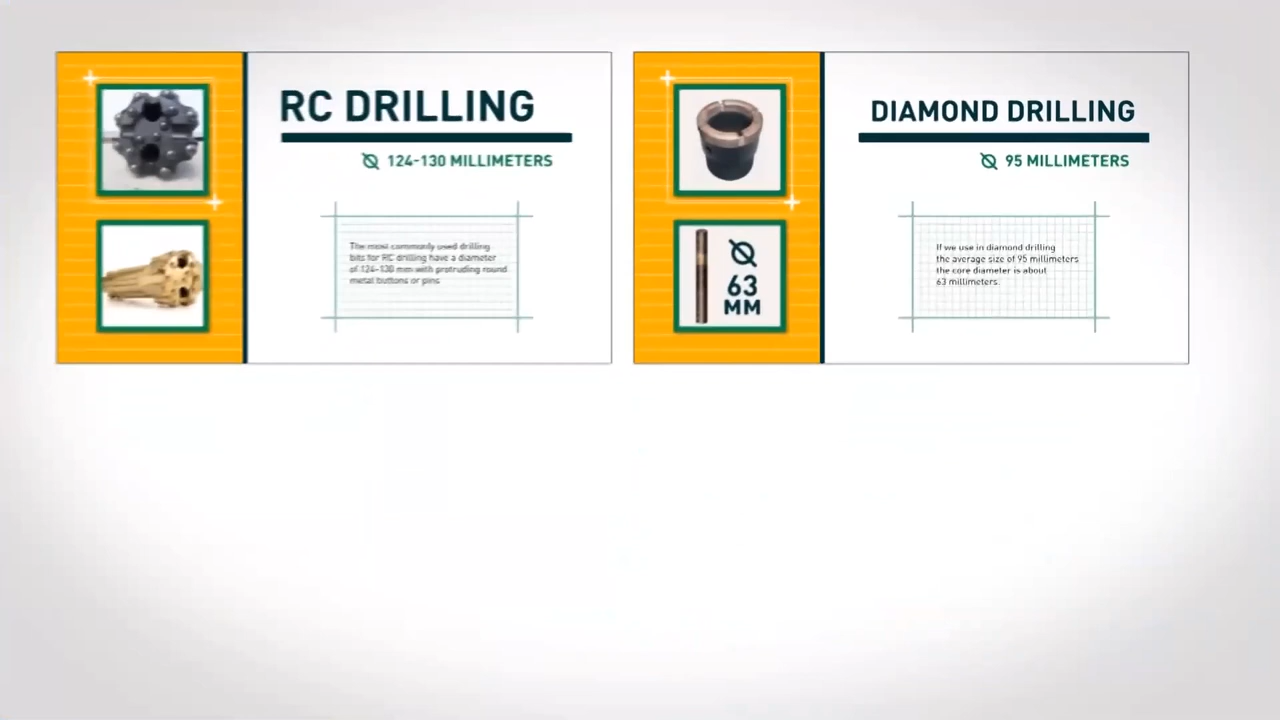 RC DRILLING
124-130 MILLIMETERS
The most commonly used drilling
bits for RC drilling have a diameter
of 124-130 mm with protruding round
metal buttons or pins
DIAMOND DRILLING
95 MILLIMETERS
63
MM
If we use in diamond drilling
the average size of 95 millimeters
the core diameter is about
63 millimeters.